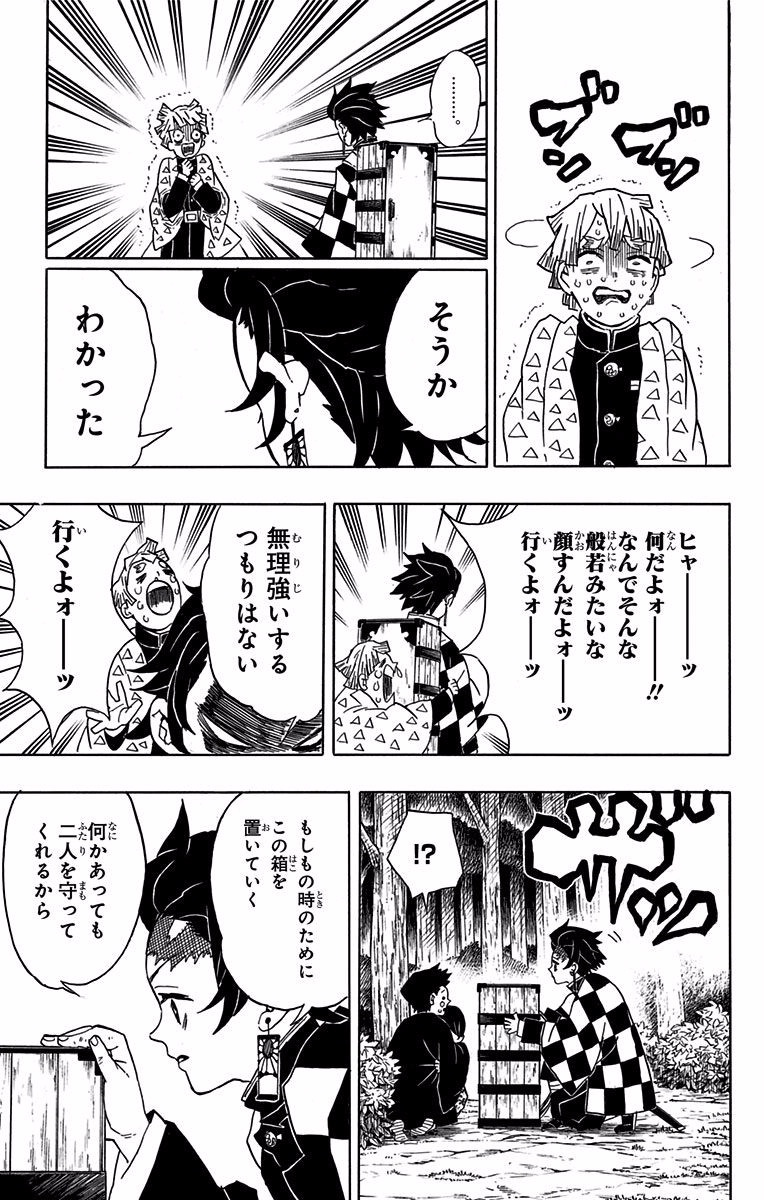 ブルブル
………。
そうか
わかった
ヒャーーーッ
何だよォーー!!
なんでそんな
般若みたいな
顔すんだよォーーッ
行くよォーーッ
無理強いする
つもりはない
行くよォーーッ
!?
もしもの時のために
この箱を
置いていく
何かあっても
二人を守って
くれるから